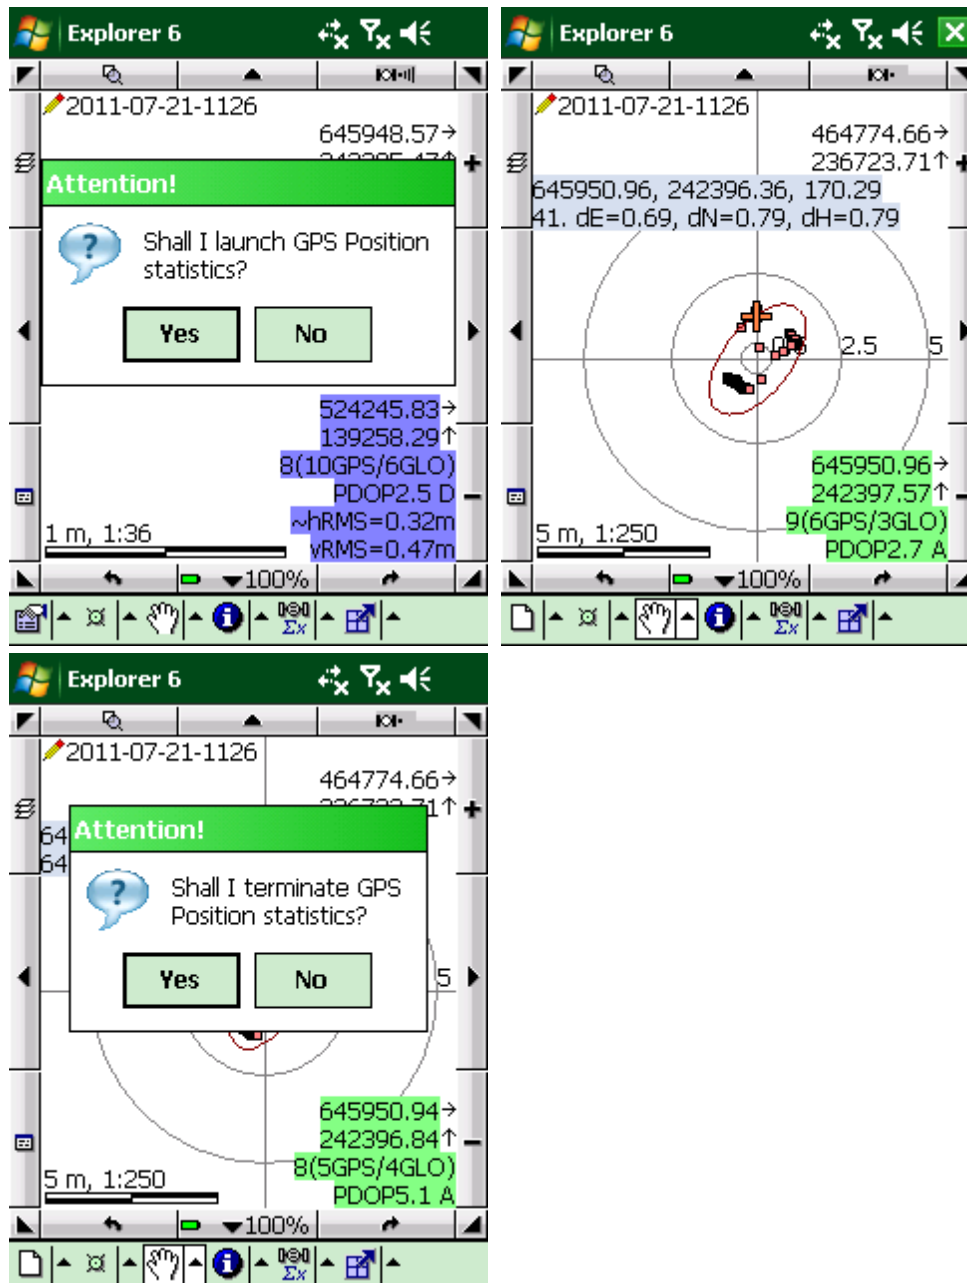 Explorer 6
2011-07-21-1126
645948.57→
Attention!
Shall I launch GPS Position
statistics?
Yes No
524245.83→
139258.29↑
8(10GPS/6GLO)
PDOP2.5 D
~hRMS=0.32m
vRMS=0.47m
1 m, 1:36
100%
Σx
Explorer 6
2011-07-21-1126
464774.66→
236723.71↑
645950.96, 242396.36, 170.29
41. dE=0.69, dN=0.79, dH=0.79
2.5 5
645950.96→
242397.57↑
9(6GPS/3GLO)
5 m, 1:250
PDOP2.7 A
100%
Σx
Explorer 6
2011-07-21-1126
464774.66→
64
Attention!
64
Shall I terminate GPS
Position statistics?
Yes No
5
645950.94→
242396.84↑
8(5GPS/4GLO)
5 m, 1:250
PDOP5.1 A
100%
Σx